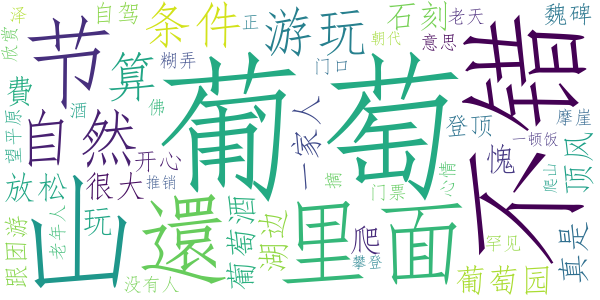 欣赏
平
自驾
条件
正
朝代
石刻
老天
意思
魏碑
节
算
糊弄
游玩
门口
登顶
摩崖
葡萄
不错
望平原
費
酒
佛
一家人
一顿饭
自然
开心
愧
顶风
放松
很大
推销
摘
门票
心情
爬山
山
還
里面
真是
老年人
玩
葡萄酒
湖边
爬
罕见
跟团游
没有人
攀登
葡萄园